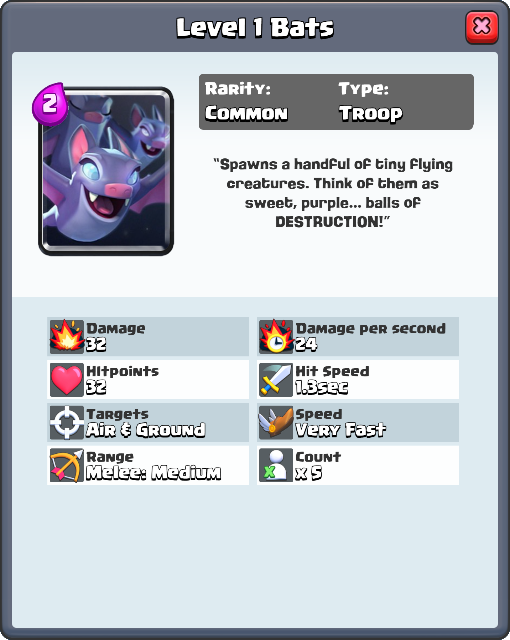 Level 1 Bats
2
Rarity: Type:
Common Troop
"Spawns a handful of tiny flying
creatures. Think of them as
sweet, purple... balls of
DESTRUCTION!"
Damage Damage per second
32 24
Hitpoints Hit Speed
32 1.3sec
Targets Speed
Air & Ground Very Fast
Range Count
Melee: Medium x 5